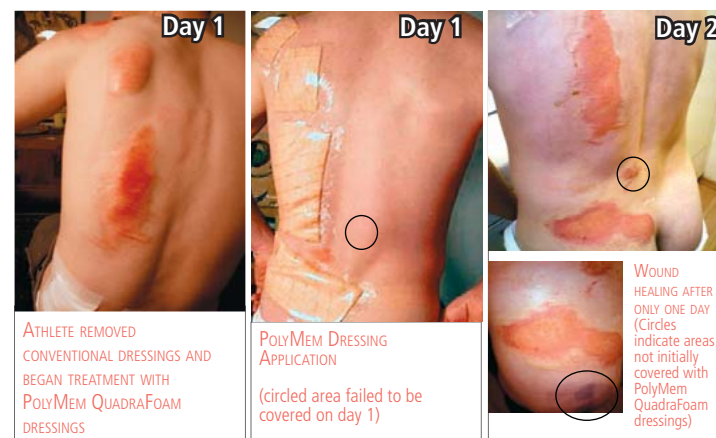 Day 1
ATHLETE REMOVED
CONVENTIONAL DRESSINGS AND
BEGAN TREATMENT WITH
POLYMEM QUADRAFOAM
DRESSINGS
Day 1
POLYMEM DRESSING
APPLICATION
(circled area failed to be
covered on day 1)
Day 2
WOUND
HEALING AFTER
ONLY ONE DAY
(Circles
indicate areas
not initially
covered with
PolyMem
QuadraFoam
dressings)